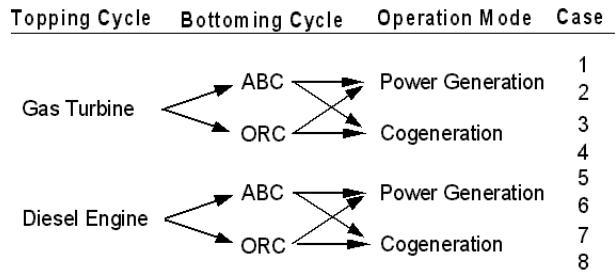 Topping Cycle Bottoming Cycle Operation Mode Case
1
ABC Power Generation
2
Gas Turbine
3
ORC Cogeneration
4
5
ABC Power Generation
6
Diesel Engine
7
ORC Cogeneration
8